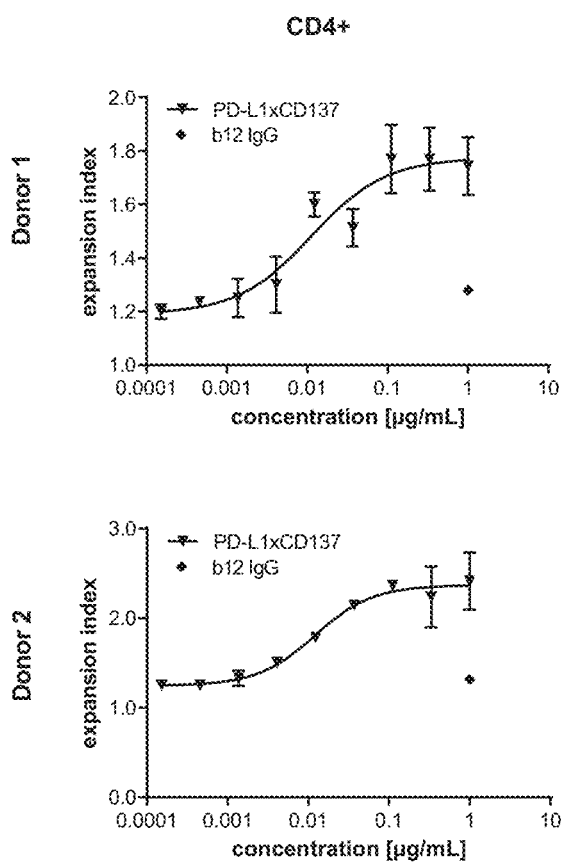 CD4+
Donor 1
expansion index
2.0
1.8
1.6
1.4
1.2
1.0
PD-L1xCD137
b12 IgG
0.0001 0.001 0.01 0.1 1 10
concentration [µg/mL]
Donor 2
expansion index
3.0
2.0
1.0
0.0
PD-L1xCD137
b12 IgG
0.0001 0.001 0.01 0.1 1 10
concentration [µg/mL]